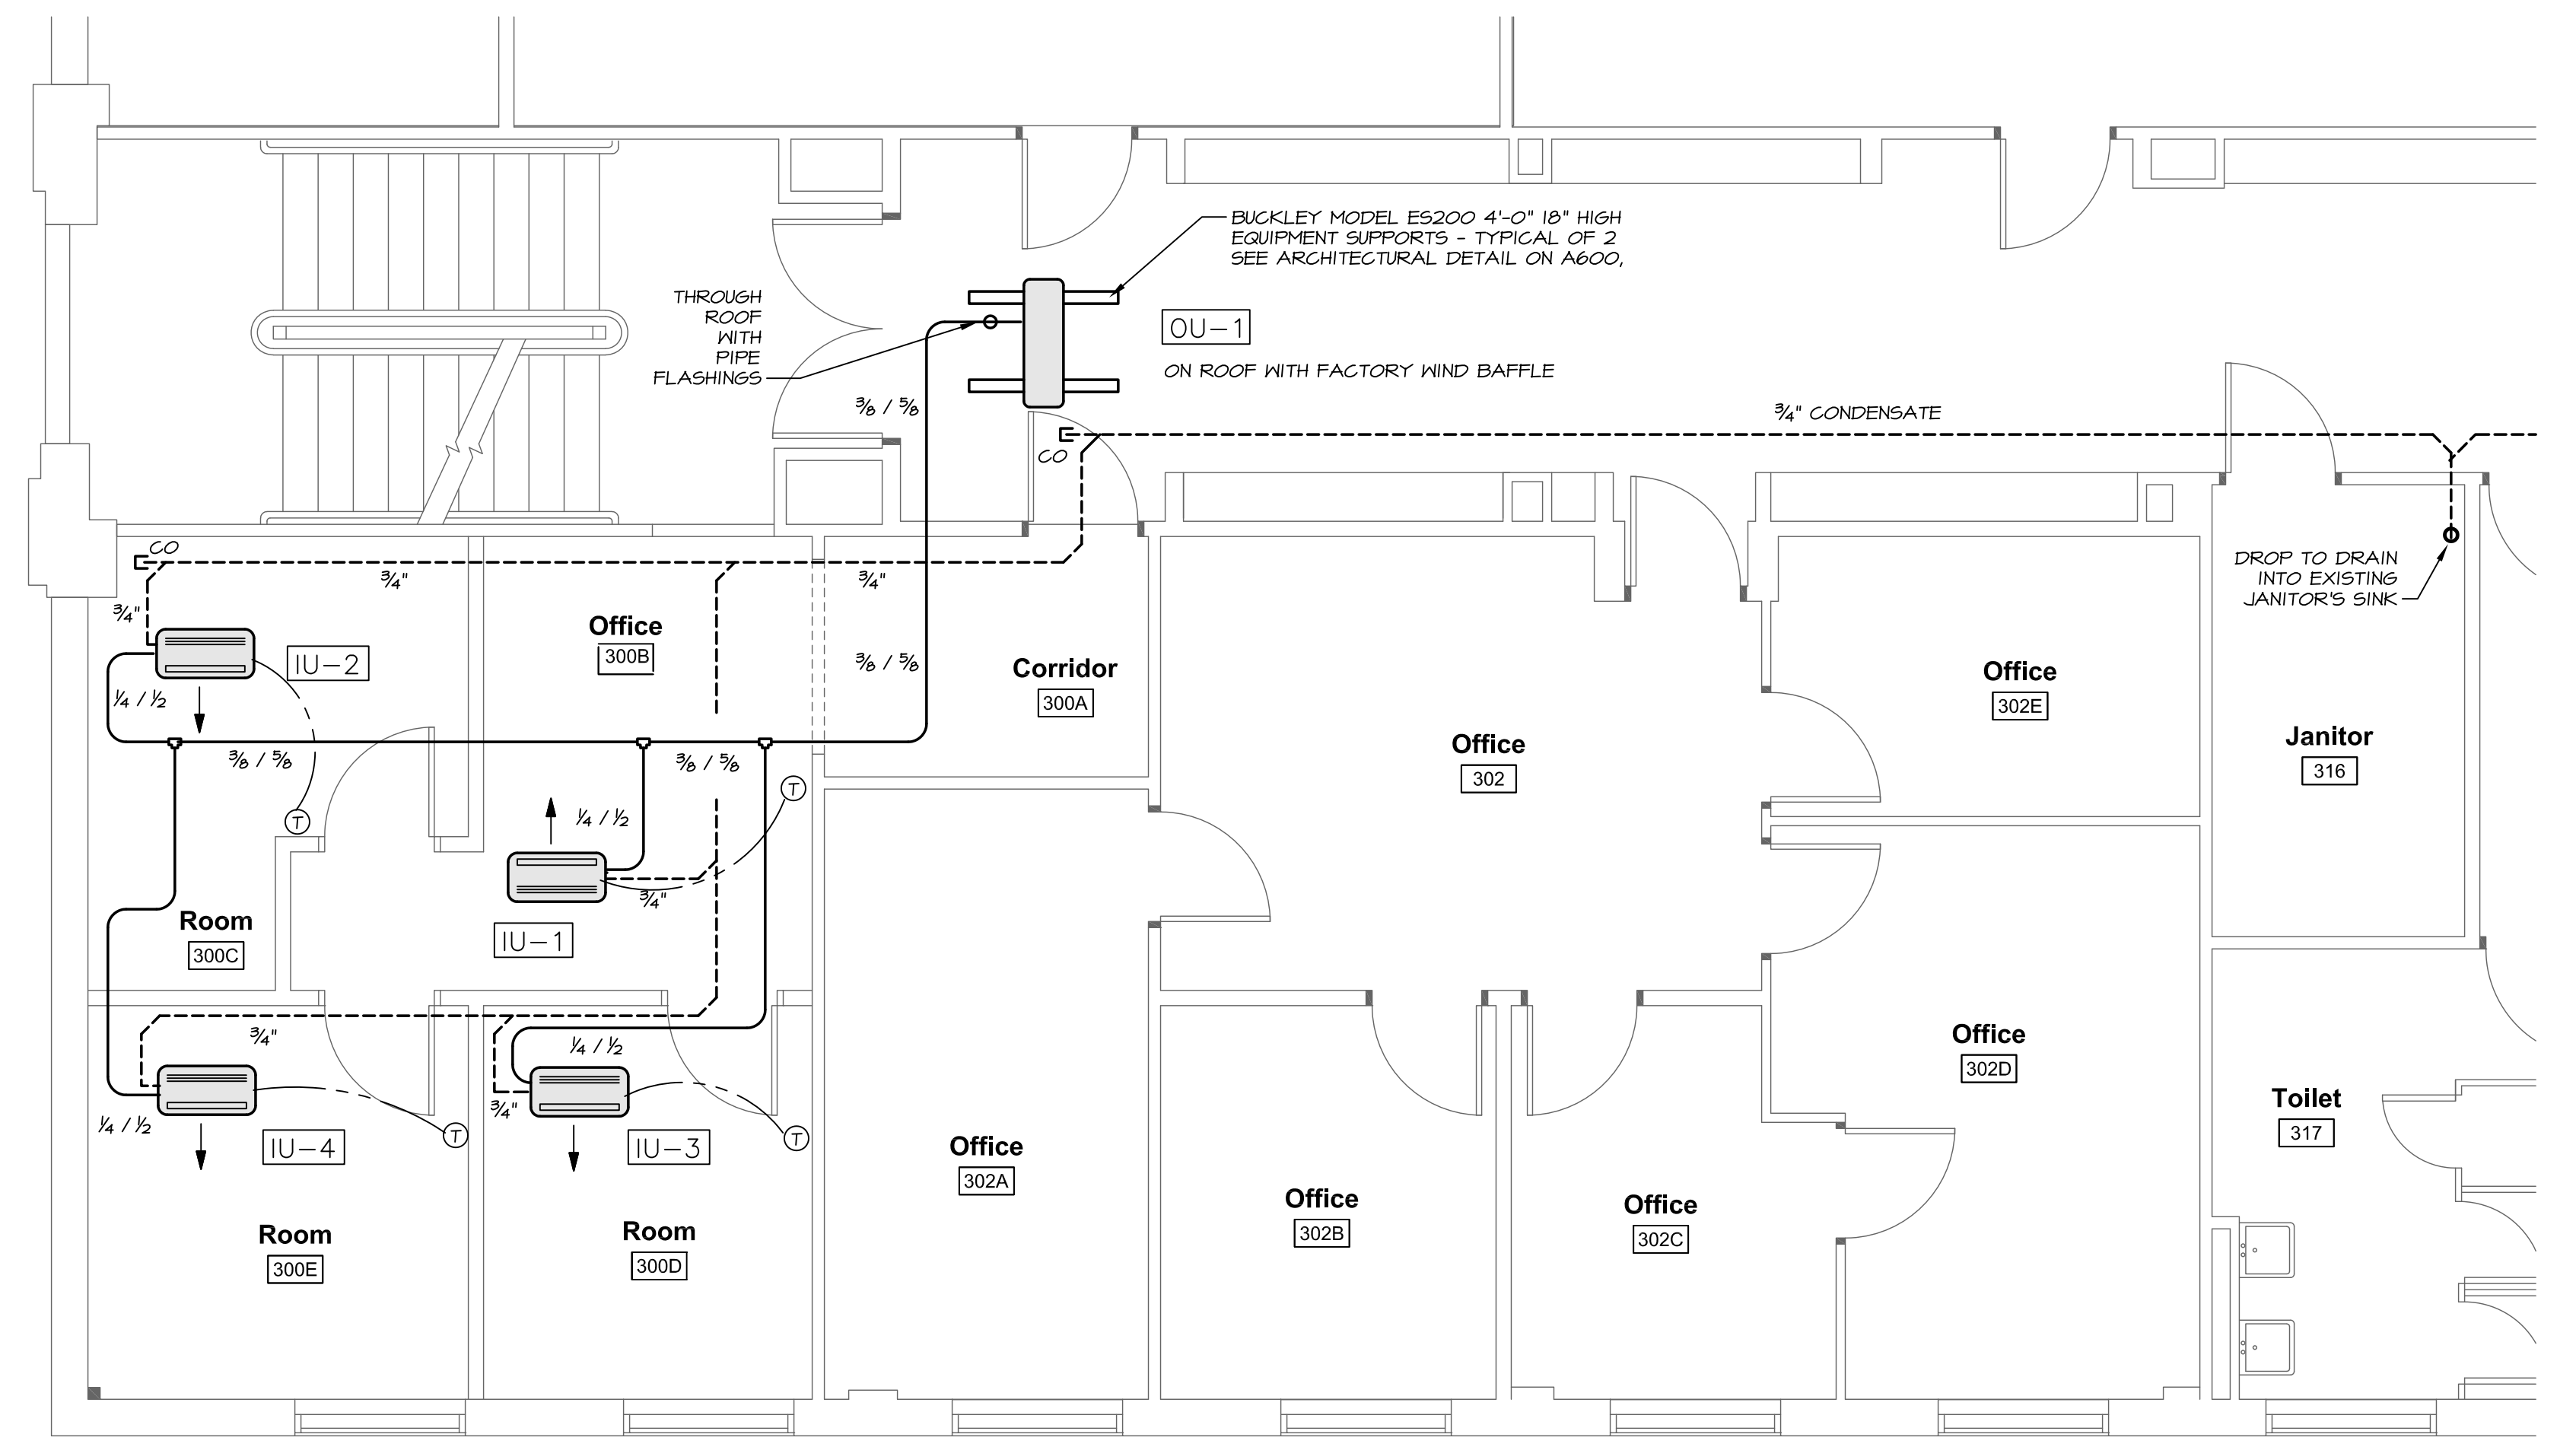 BUCKLEY MODEL ES200 4'-0" 18" HIGH
EQUIPMENT SUPPORTS - TYPICAL OF 2
SEE ARCHITECTURAL DETAIL ON A600,
THROUGH
ROOF
WITH
PIPE
FLASHINGS
OU-1
ON ROOF WITH FACTORY WIND BAFFLE
3/8 / 5/8
3/4" CONDENSATE
CO
CO
3/4"
3/4"
3/4"
DROP TO DRAIN
INTO EXISTING
JANITOR'S SINK
Office
300B
IU-2
1/4 / 1/2
3/8 / 5/8
Corridor
300A
Office
302E
Office
302
Janitor
316
3/8 / 5/8
3/8 / 5/8
T
T
1/4 / 1/2
3/4"
Room
300C
IU-1
3/4"
1/4 / 1/2
3/4"
1/4 / 1/2
IU-4
T
IU-3
T
Room
300E
Room
300D
Office
302A
Office
302B
Office
302C
Office
302D
Toilet
317